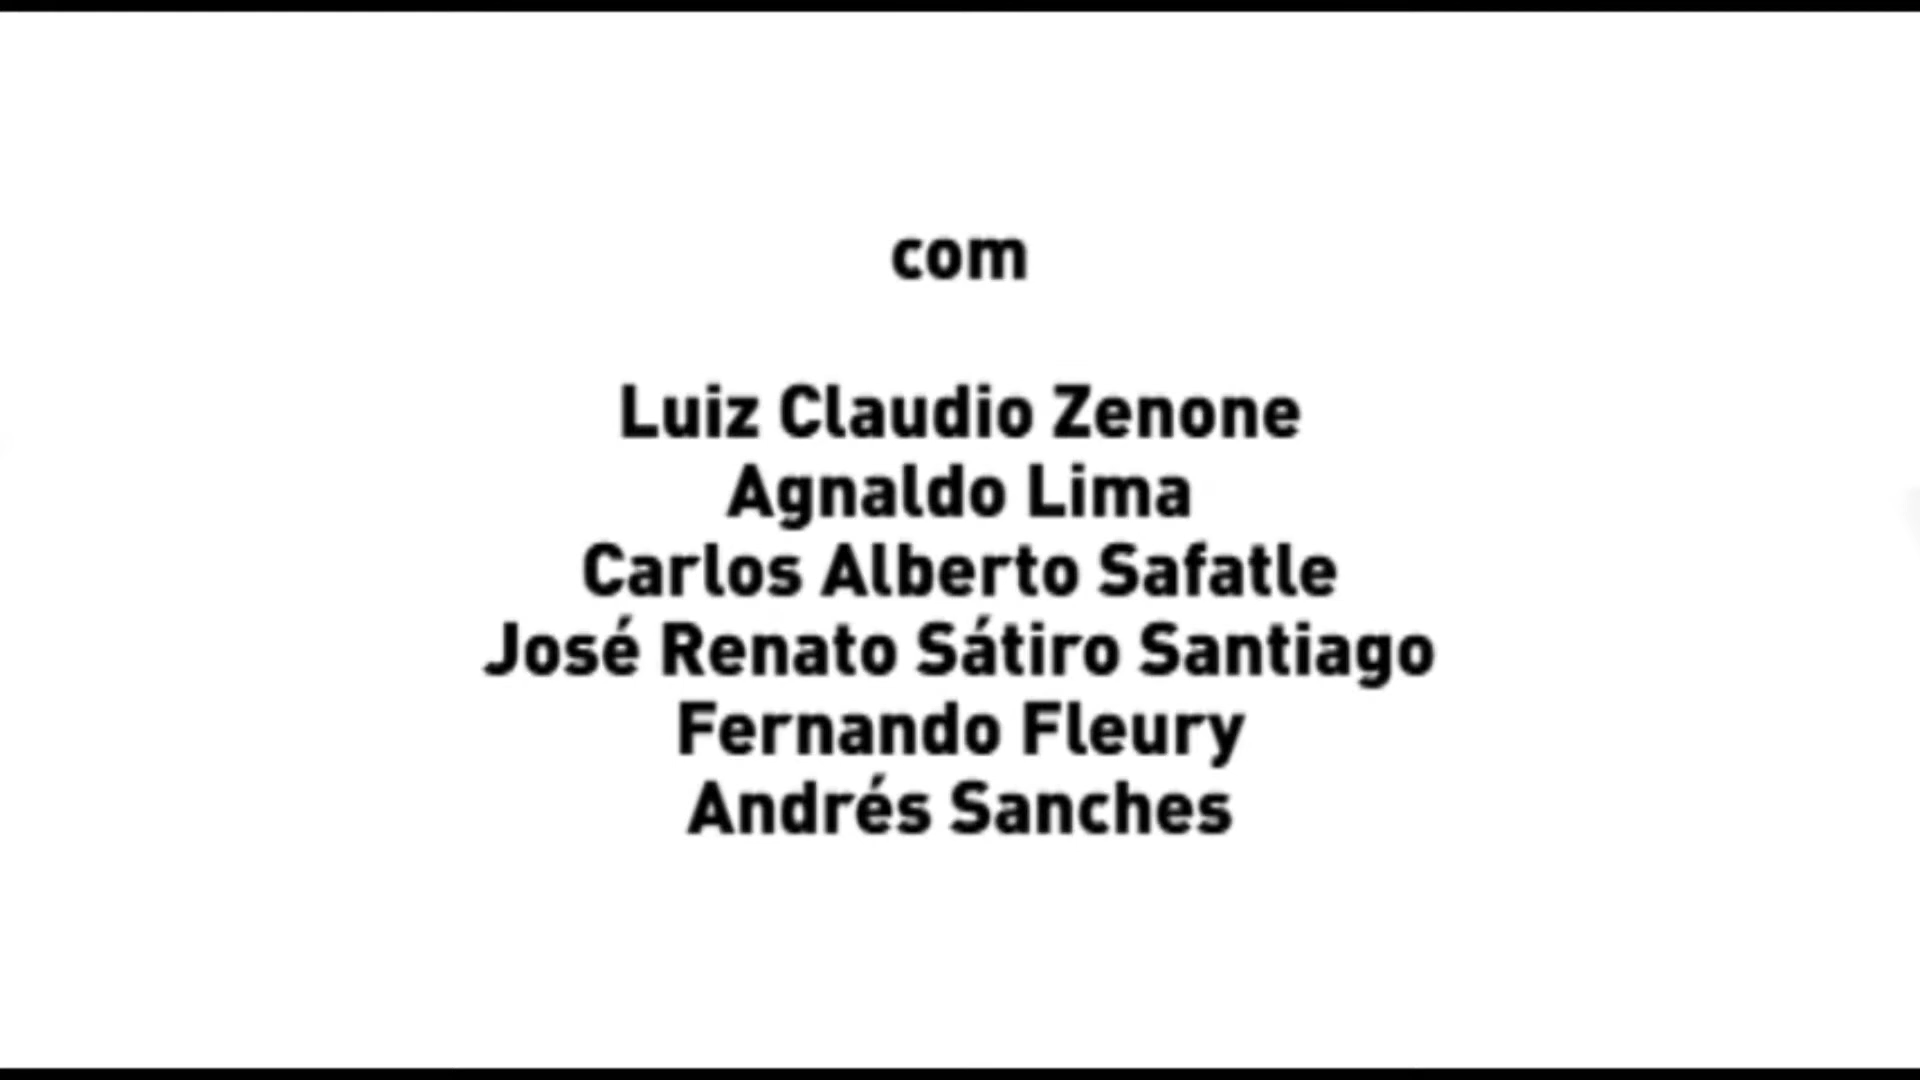 com
Luiz Claudio Zenone
Agnaldo Lima
Carlos Alberto Safatle
José Renato Sátiro Santiago
Fernando Fleury
Andrés Sanches